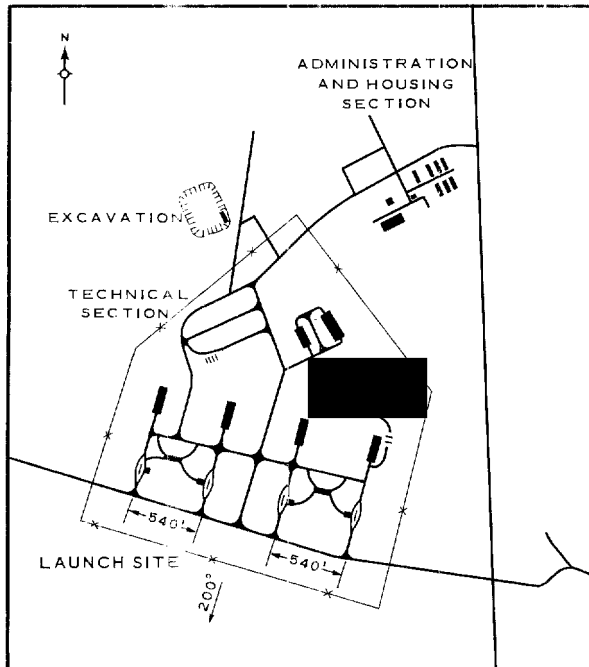 N
ADMINISTRATION
AND HOUSING
SECTION
EXCAVATION
TECHNICAL
SECTION
540'
540'
LAUNCH SITE
200°